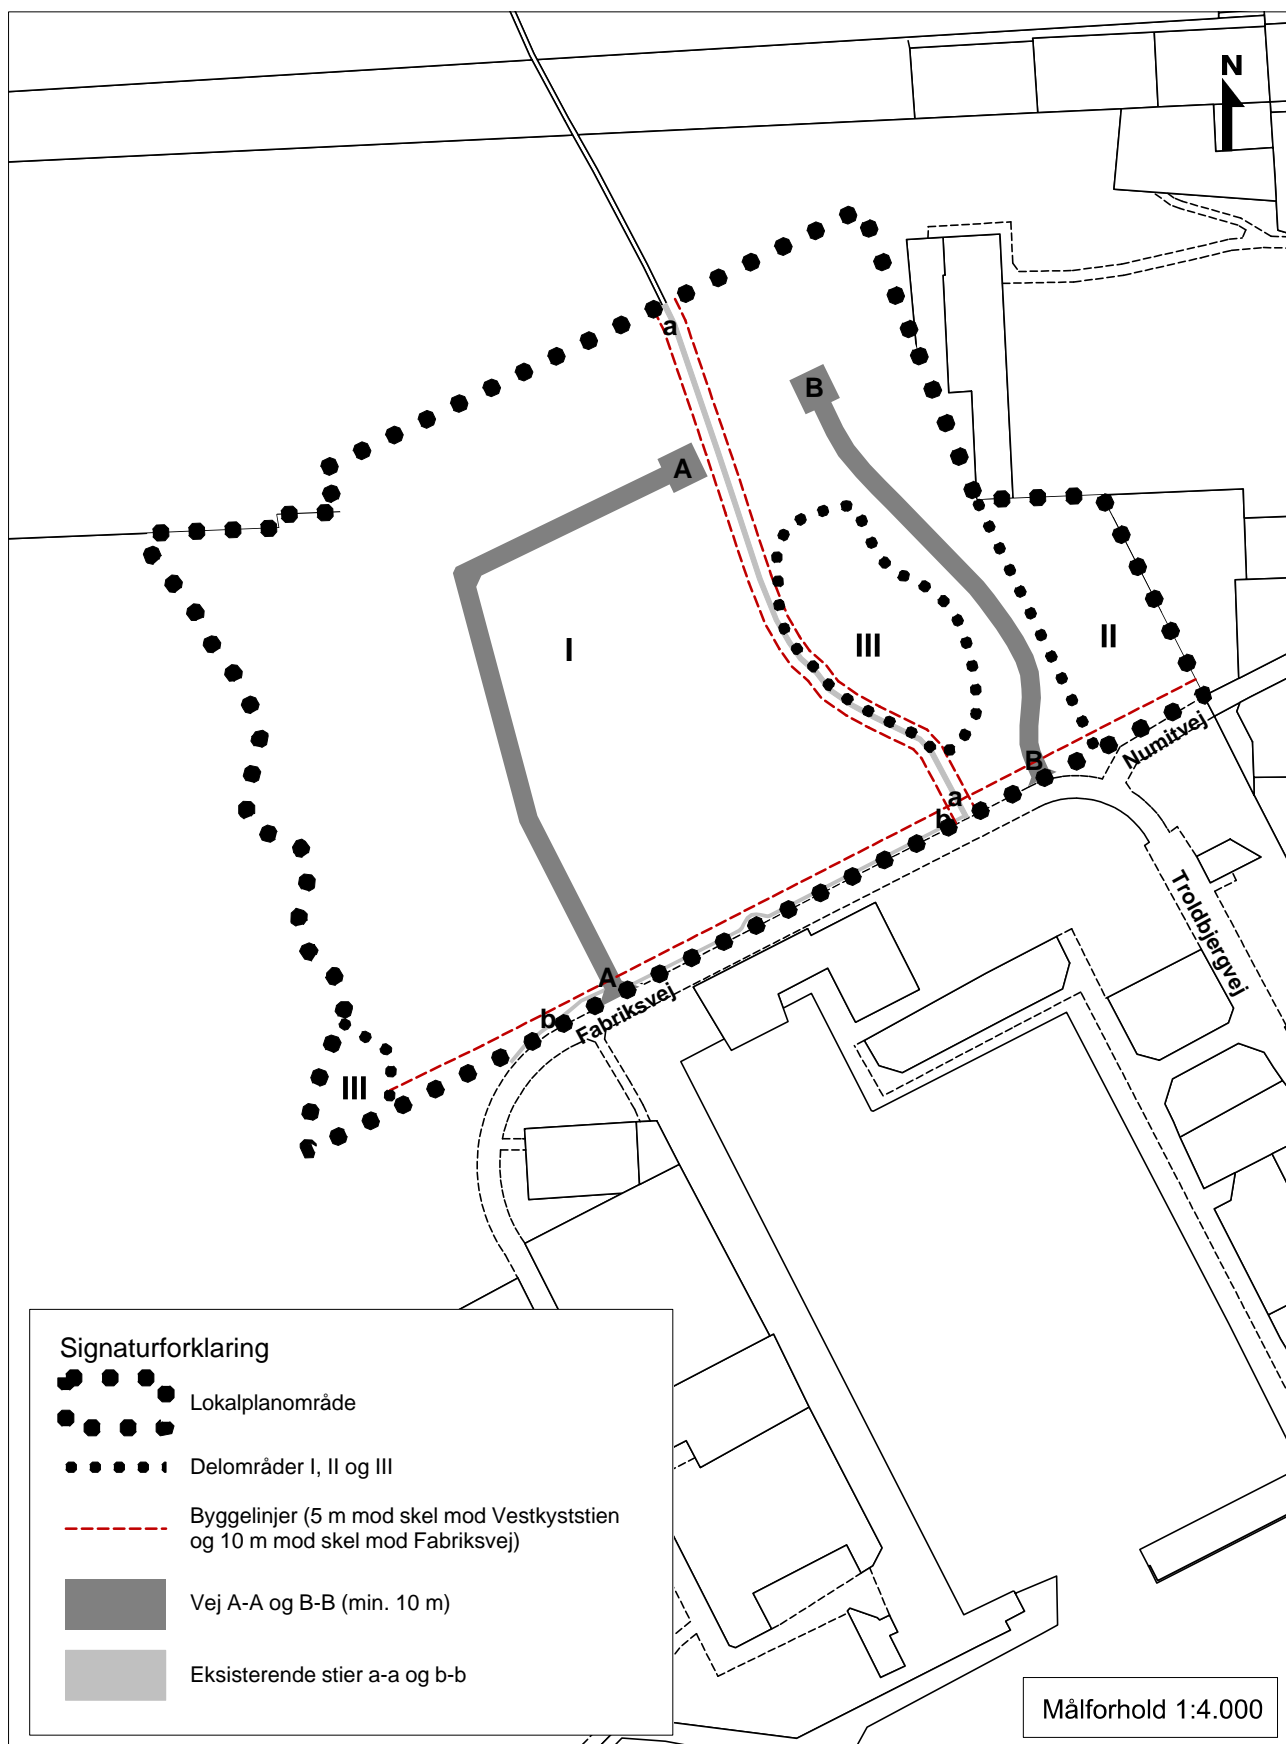 N
a
B
A
I
III
II
Numitvej
B
a
b
Troldbjergvej
A
Fabriksvej
b
III
Signaturforklaring
Lokalplanområde
Delområder I, II og III
Byggelinjer (5 m mod skel mod Vestkyststien
og 10 m mod skel mod Fabriksvej)
Vej A-A og B-B (min. 10 m)
Eksisterende stier a-a og b-b
Målforhold 1:4.000